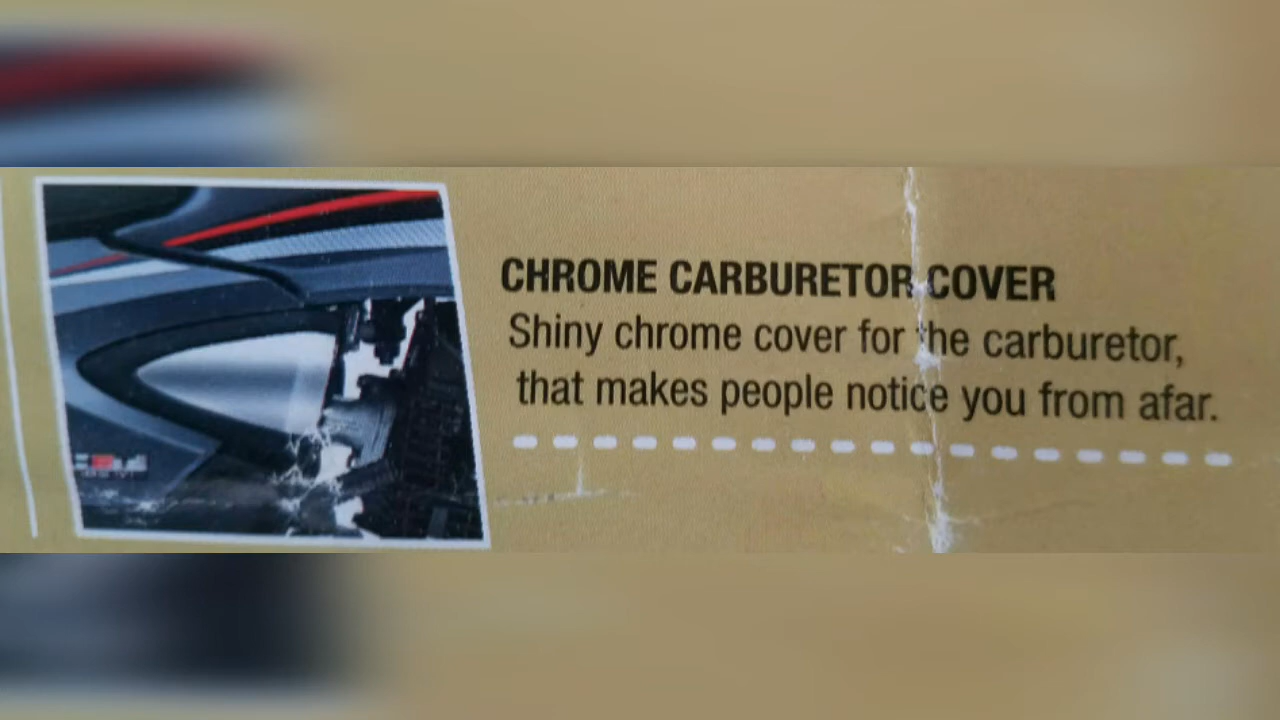 CHROME CARBURETOR COVER
Shiny chrome cover for the carburetor,
that makes people notice you from afar.